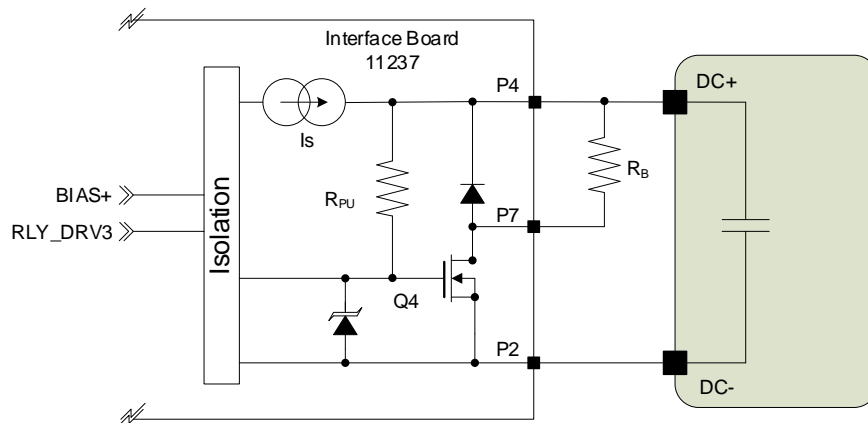 Interface Board
11237
P4
DC+
Is
BIAS+
RLY_DRV3
Isolation
RPU
P7
RB
Q4
P2
DC-